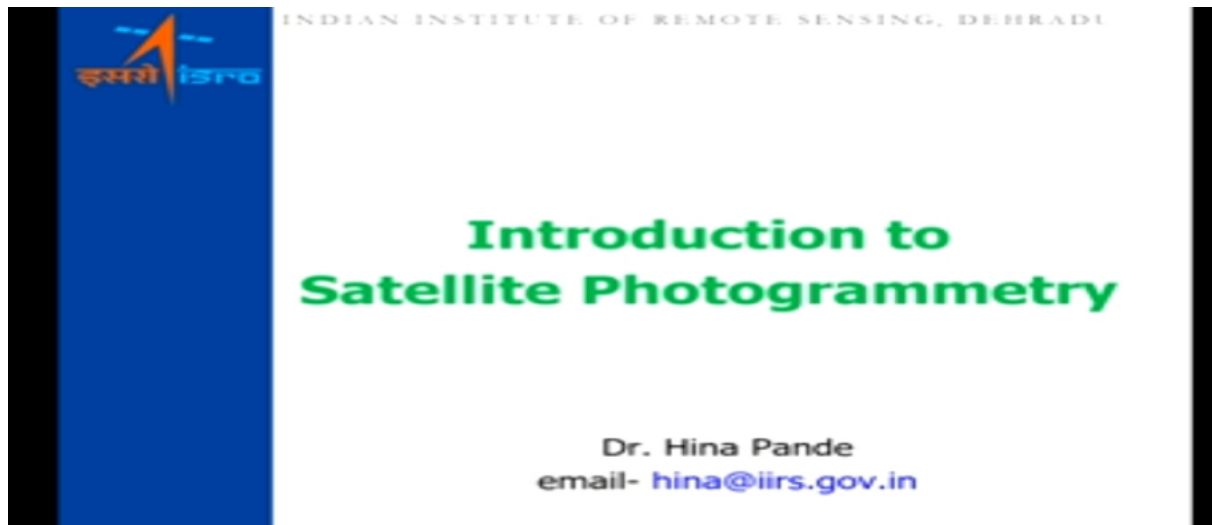 INDIAN INSTITUTE OF REMOTE SENSING, DEHRADU
इसरो isro
Introduction to
Satellite Photogrammetry
Dr. Hina Pande
email- hina@iirs.gov.in